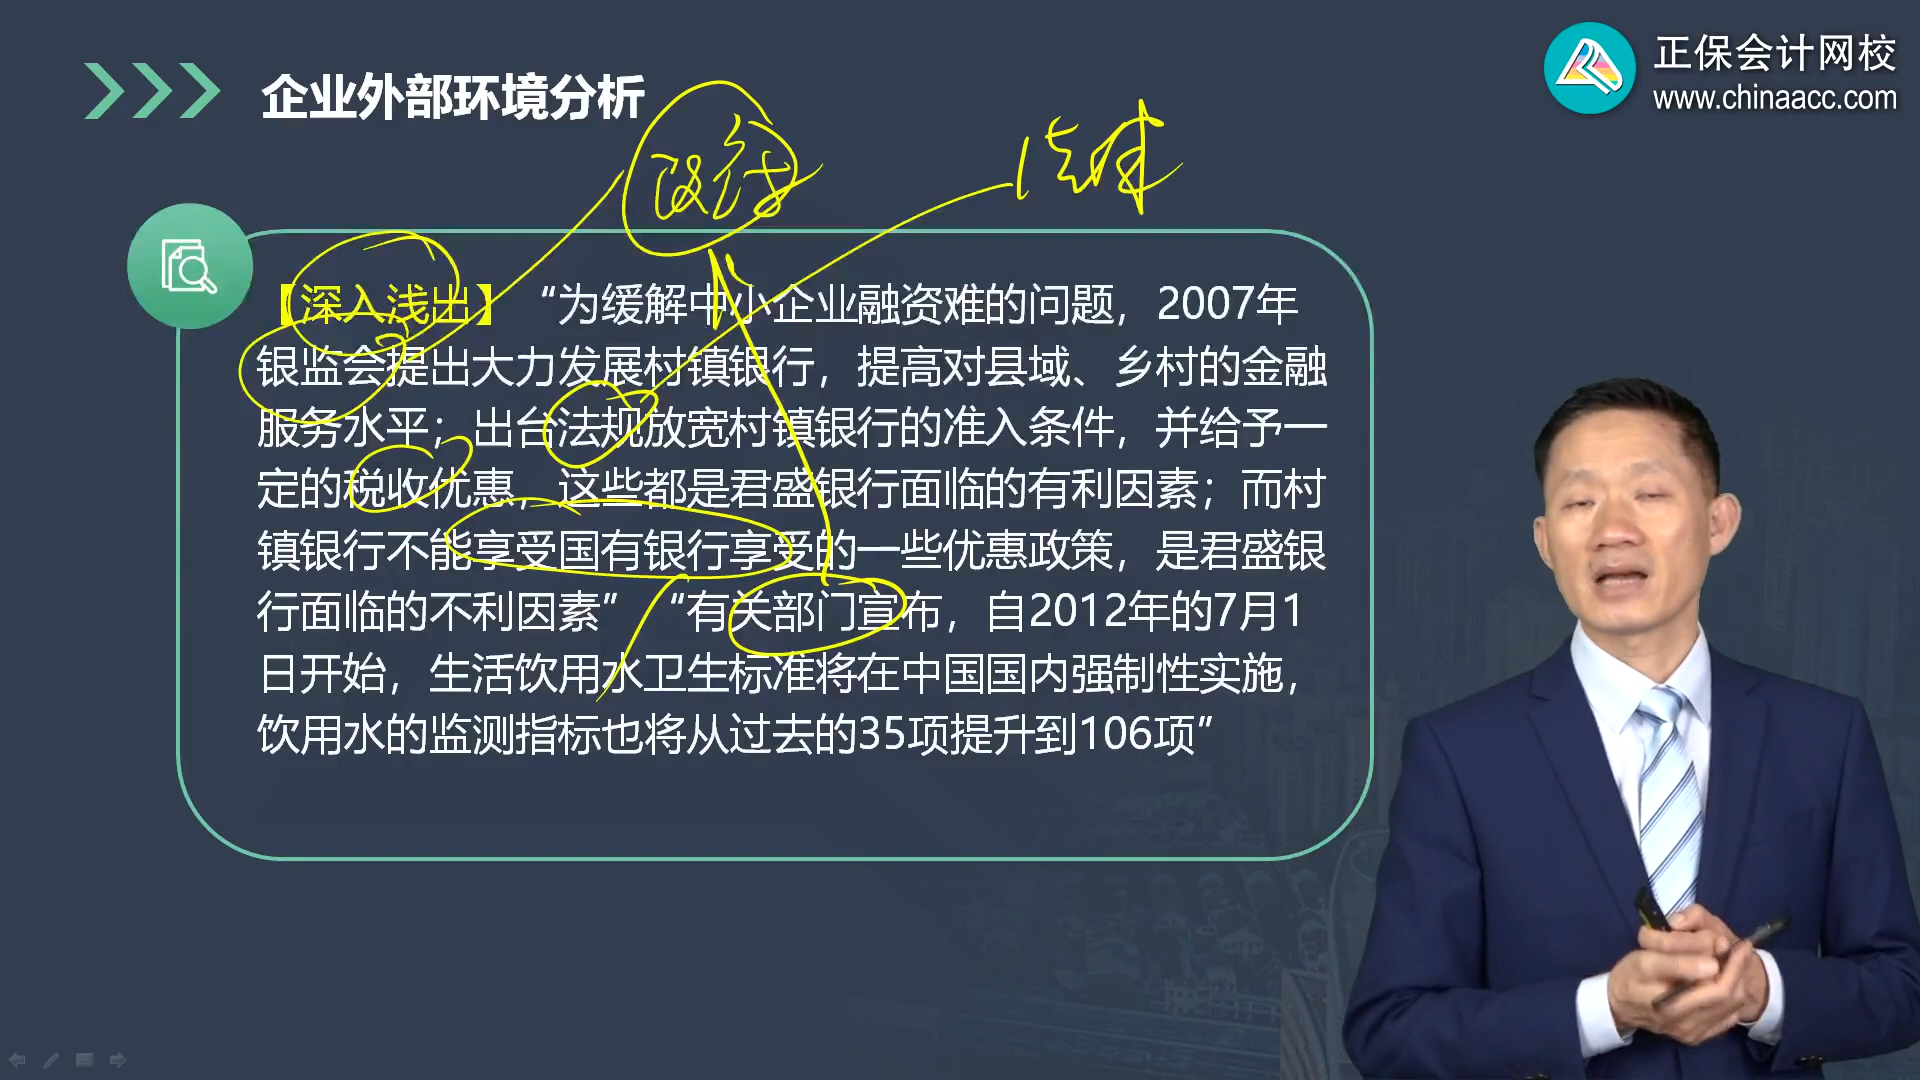 正保会计网校
www.chinaacc.com
企业外部环境分析
法律
【深入浅出】“为缓解中小企业融资难的问题，2007年
银监会提出大力发展村镇银行，提高对县域、乡村的金融
服务水平；出台法规放宽村镇银行的准入条件，并给予一
定的税收优惠，这些都是君盛银行面临的有利因素；而村
镇银行不能享受国有银行享受的一些优惠政策，是君盛银
行面临的不利因素”“有关部门宣布，自2012年的7月1
日开始，生活饮用水卫生标准将在中国国内强制性实施，
饮用水的监测指标也将从过去的35项提升到106项”